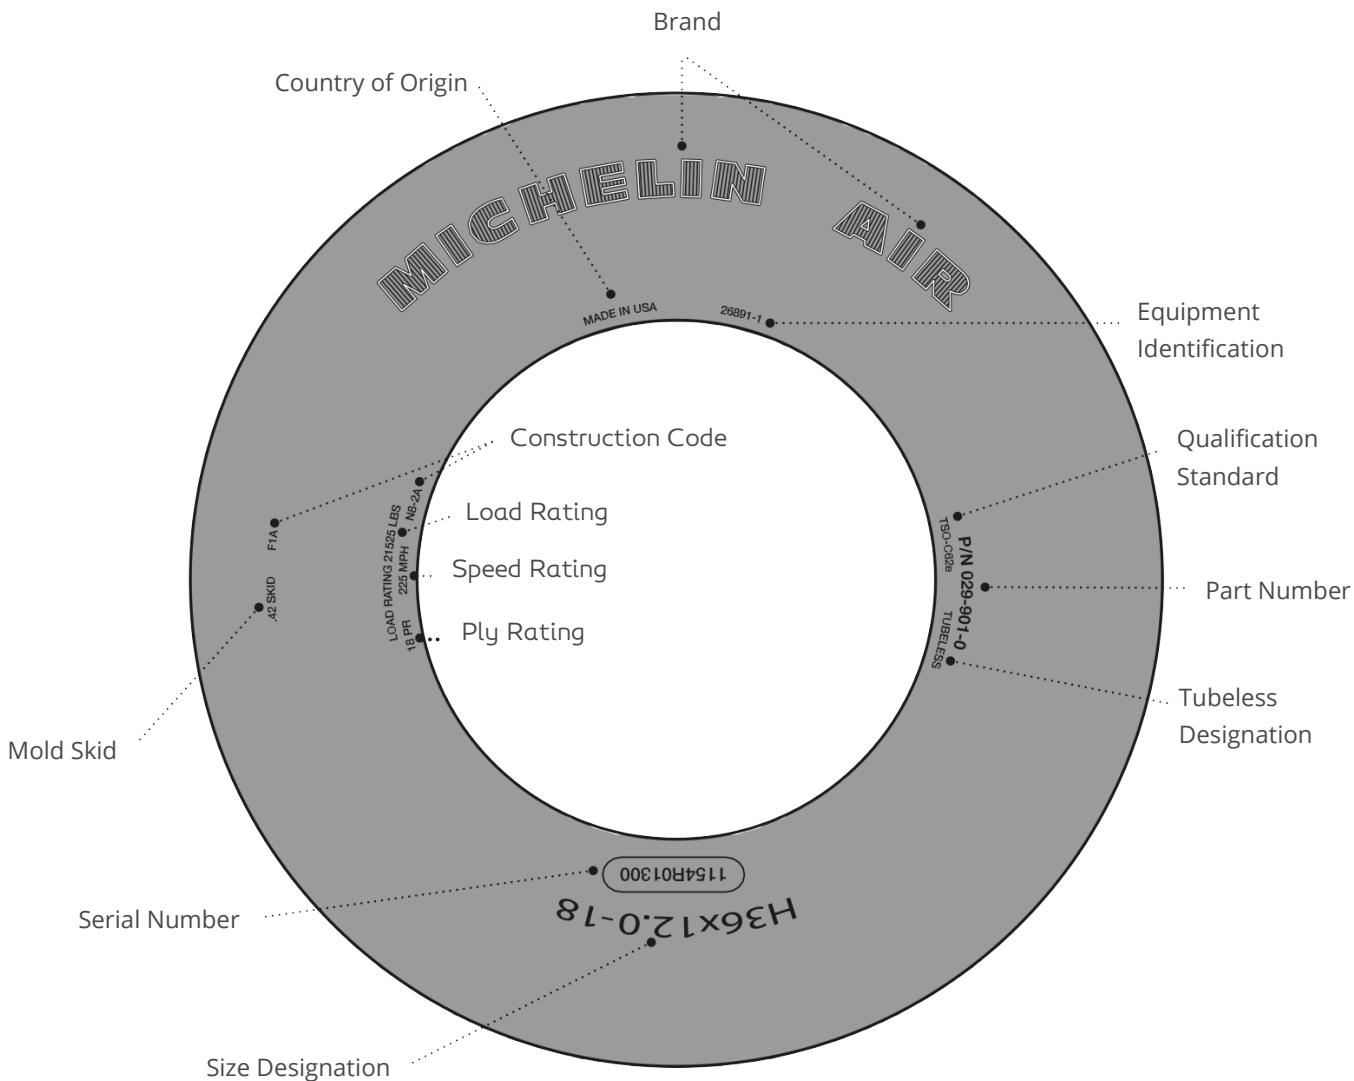 Brand
Country of Origin
MICHELIN AIR
MADE IN USA
26891-1
Equipment
Identification
Construction Code
Qualification
Standard
Load Rating
Speed Rating
Ply Rating
F1A
.42 SKID
N8-2A
LOAD RATING 21525 LBS
225 MPH
18 PR
TSO-C62e
P/N 029-901-0
TUBELESS
Part Number
Tubeless
Designation
Mold Skid
1154R01300
Serial Number
H36x12.0-18
Size Designation